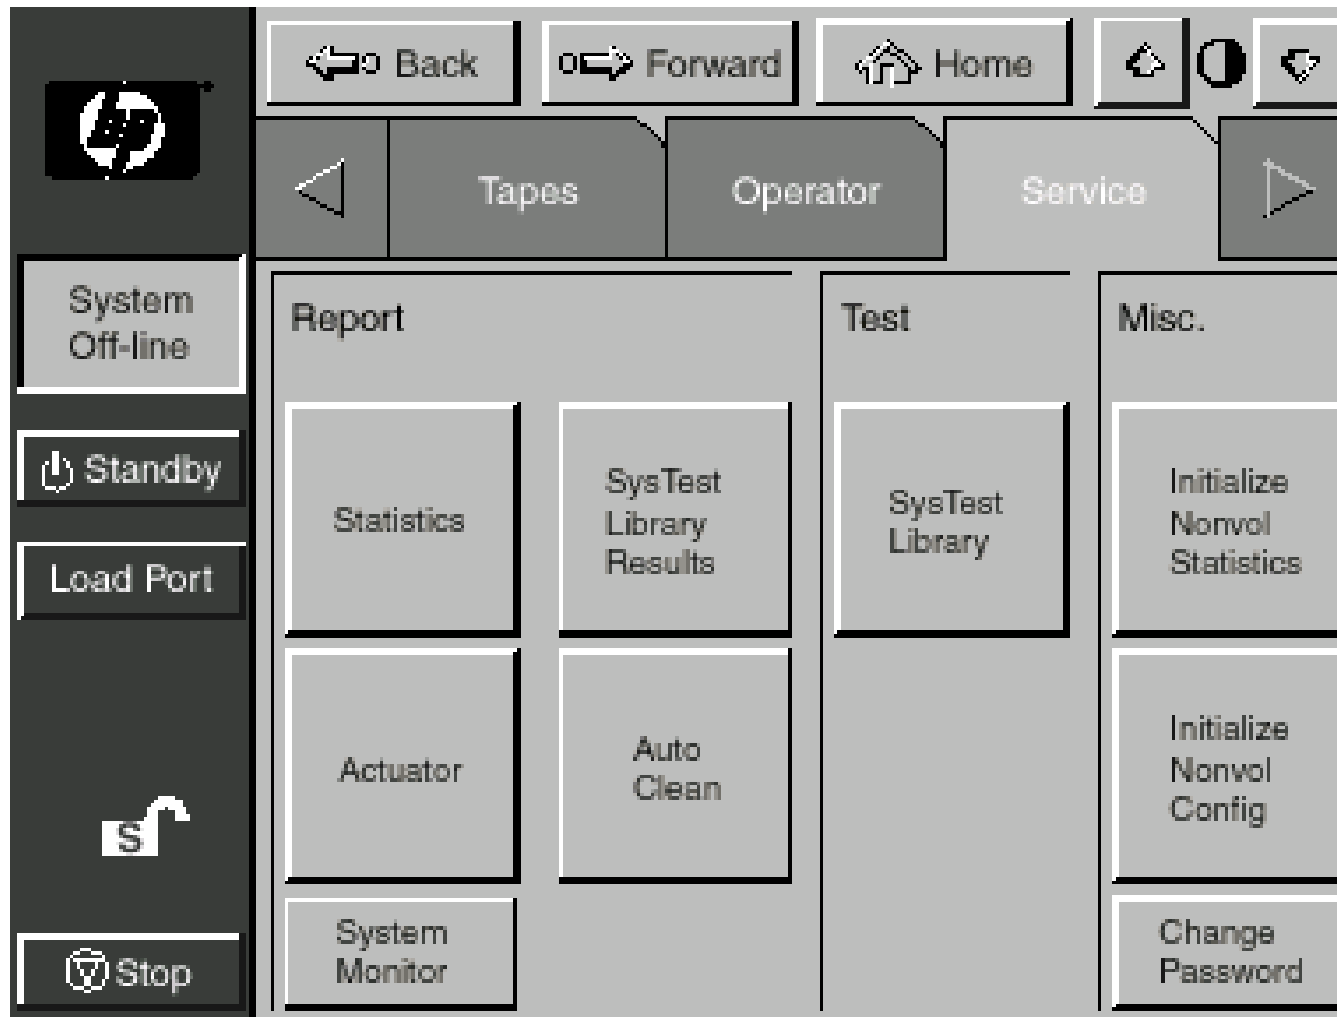 hp
Back
Forward
Home
Tapes
Operator
Service
System
Off-line
Standby
Load Port
S
Stop
Report
Statistics
SysTest
Library
Results
Actuator
Auto
Clean
System
Monitor
Test
SysTest
Library
Misc.
Initialize
Nonvol
Statistics
Initialize
Nonvol
Config
Change
Password